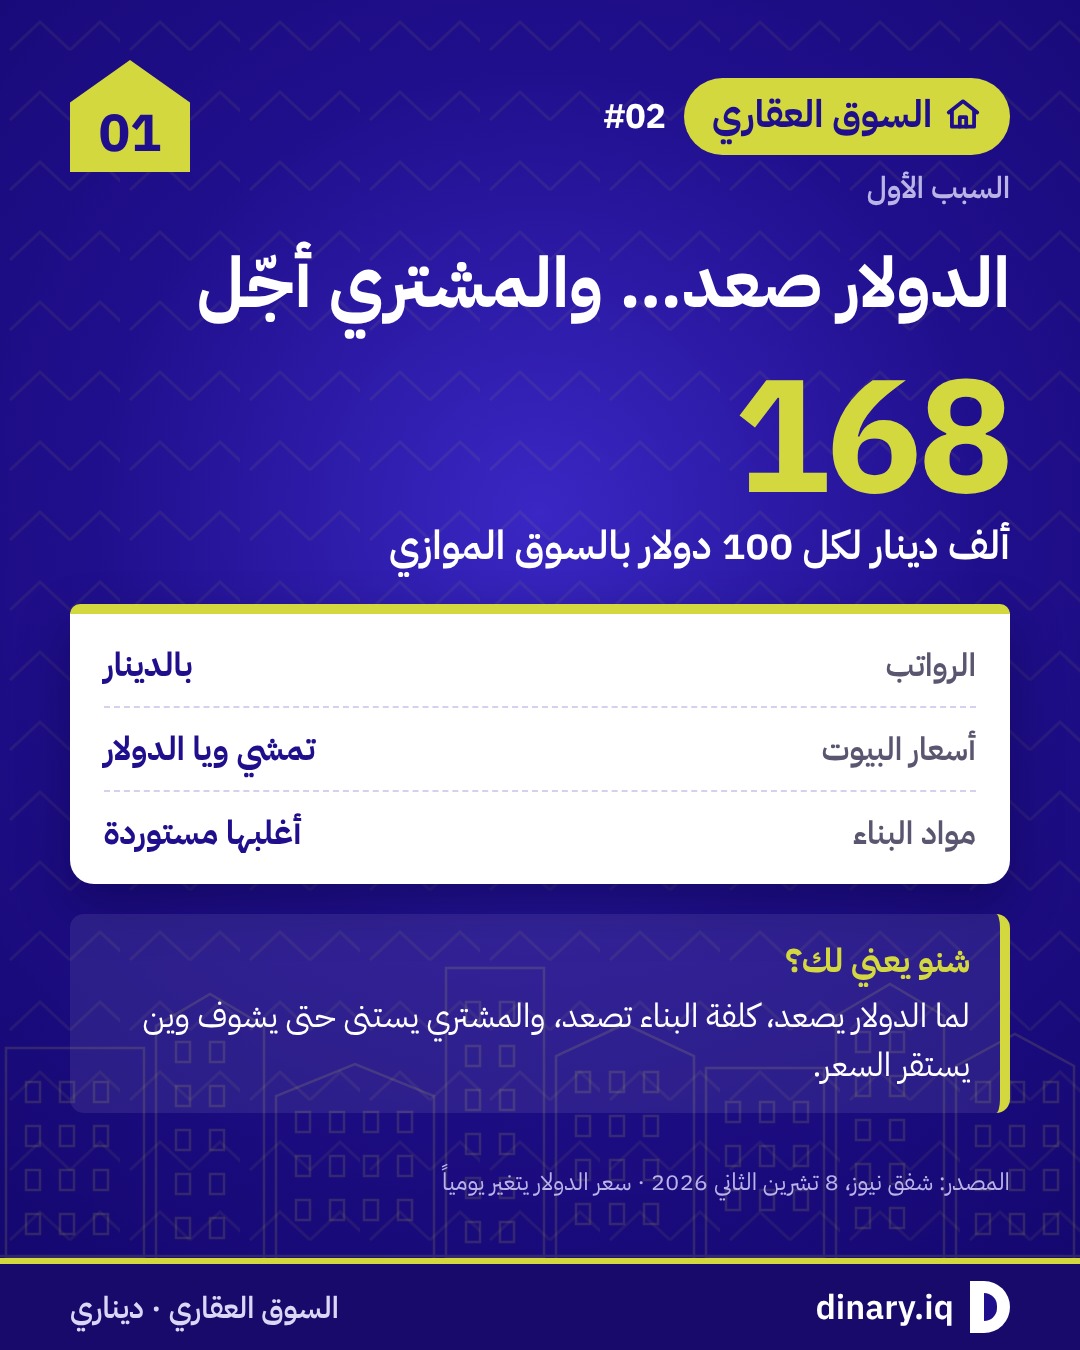 السوق العقاري #02
01
السبب الأول
الدولار صعد... والمشتري أجّل
168
ألف دينار لكل 100 دولار بالسوق الموازي
الرواتب بالدينار
أسعار البيوت تمشي ويا الدولار
مواد البناء أغلبها مستوردة
شنو يعني لك؟
لما الدولار يصعد، كلفة البناء تصعد، والمشتري يستنى حتى يشوف وين
يستقر السعر.
المصدر: شفق نيوز، 8 تشرين الثاني 2026 · سعر الدولار يتغير يومياً
dinary.iq
السوق العقاري · ديناري